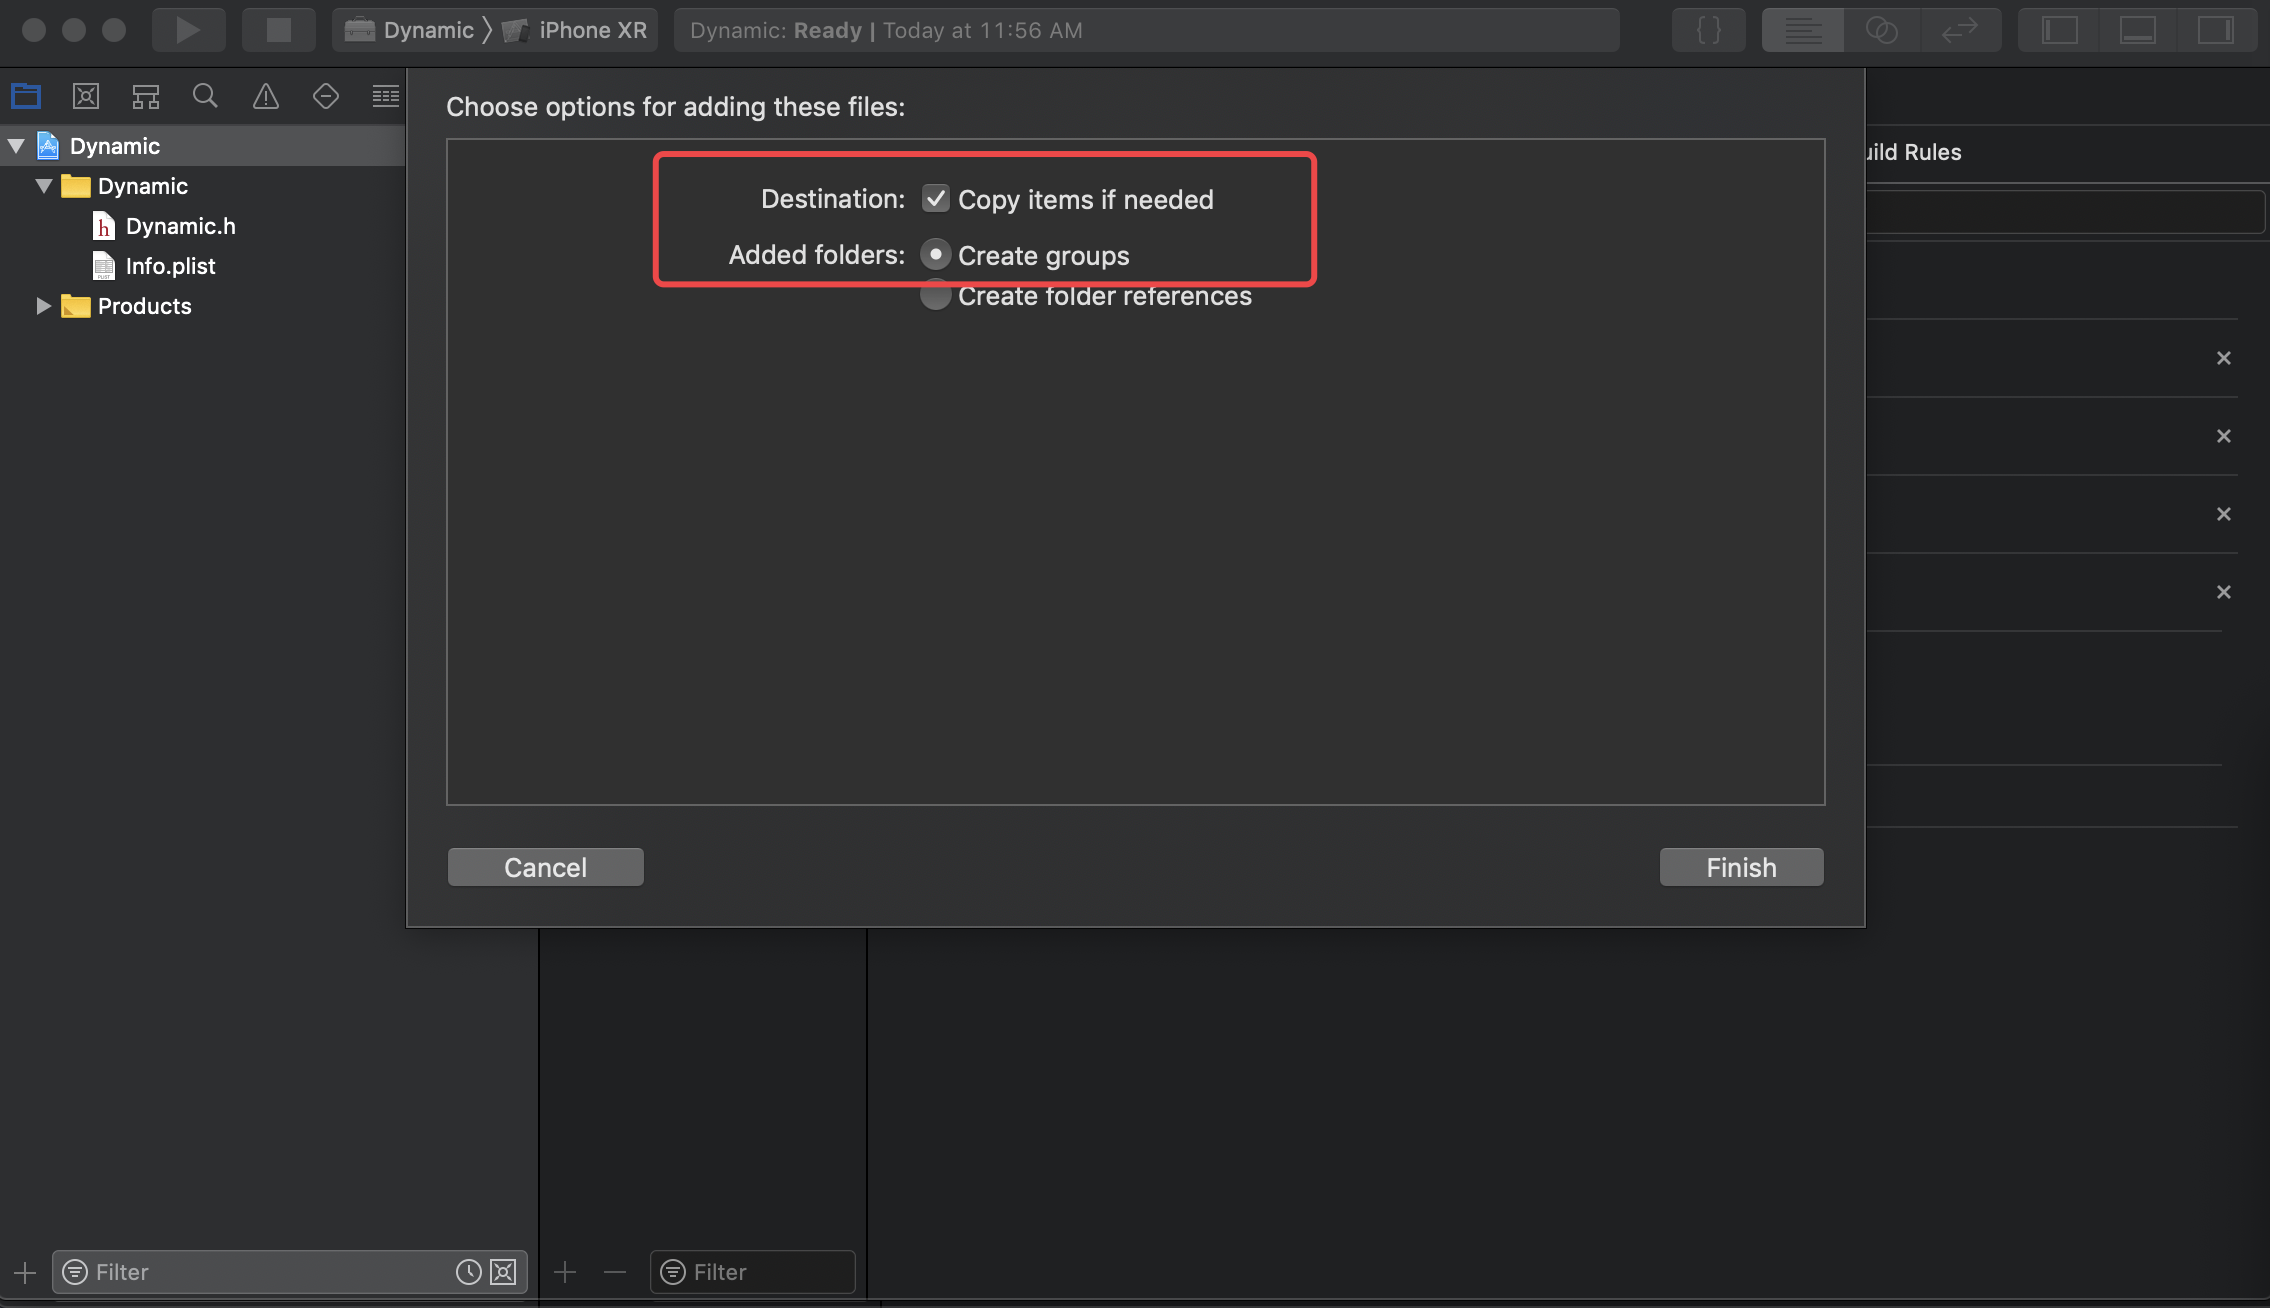 Dynamic 〉 iPhone XR
Dynamic: Ready | Today at 11:56 AM
{ }
Choose options for adding these files:
Dynamic
Dynamic
h Dynamic.h
Info.plist
Products
Destination: Copy items if needed
Added folders: Create groups
Create folder references
uild Rules
Cancel
Finish
Filter
Filter